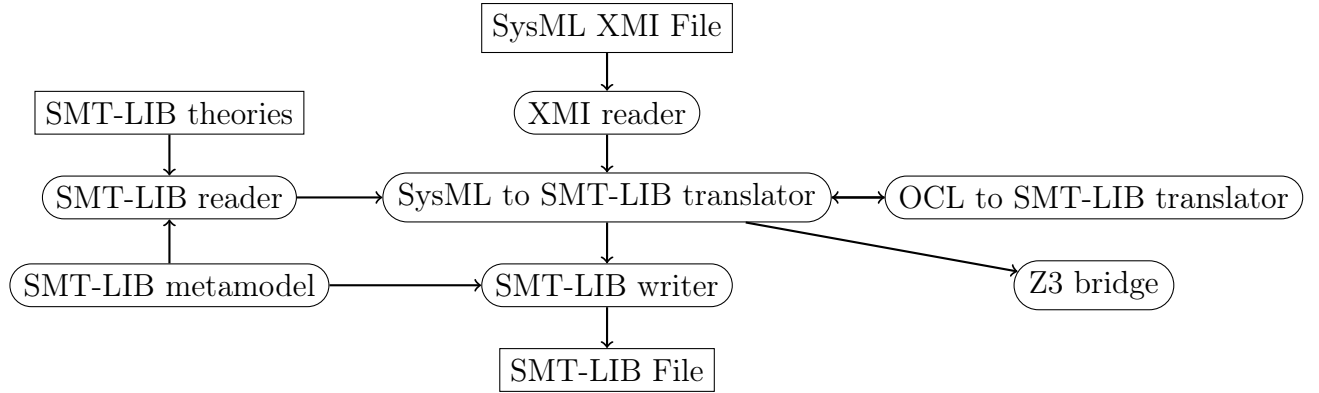 SysML XMI File
SMT-LIB theories
XMI reader
SMT-LIB reader
SysML to SMT-LIB translator
OCL to SMT-LIB translator
SMT-LIB metamodel
SMT-LIB writer
Z3 bridge
SMT-LIB File